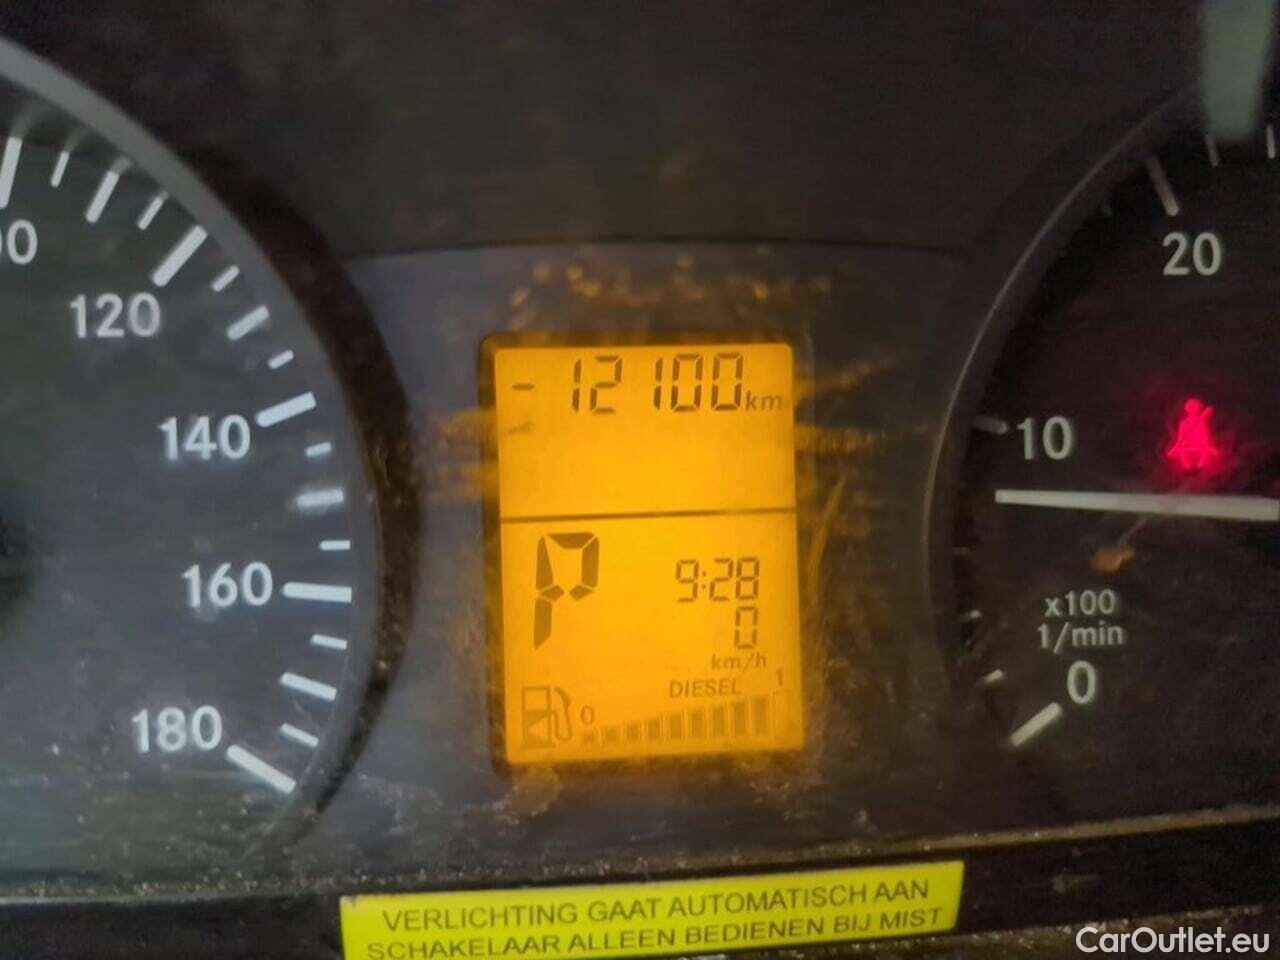 00
120
140
160
180
-12100km
P
9:28
0
km/h
DIESEL
0
1
20
10
x100
1/min
0
VERLICHTING GAAT AUTOMATISCH AAN
SCHAKELAAR ALLEEN BEDIENEN BIJ MIST
CarOutlet.eu